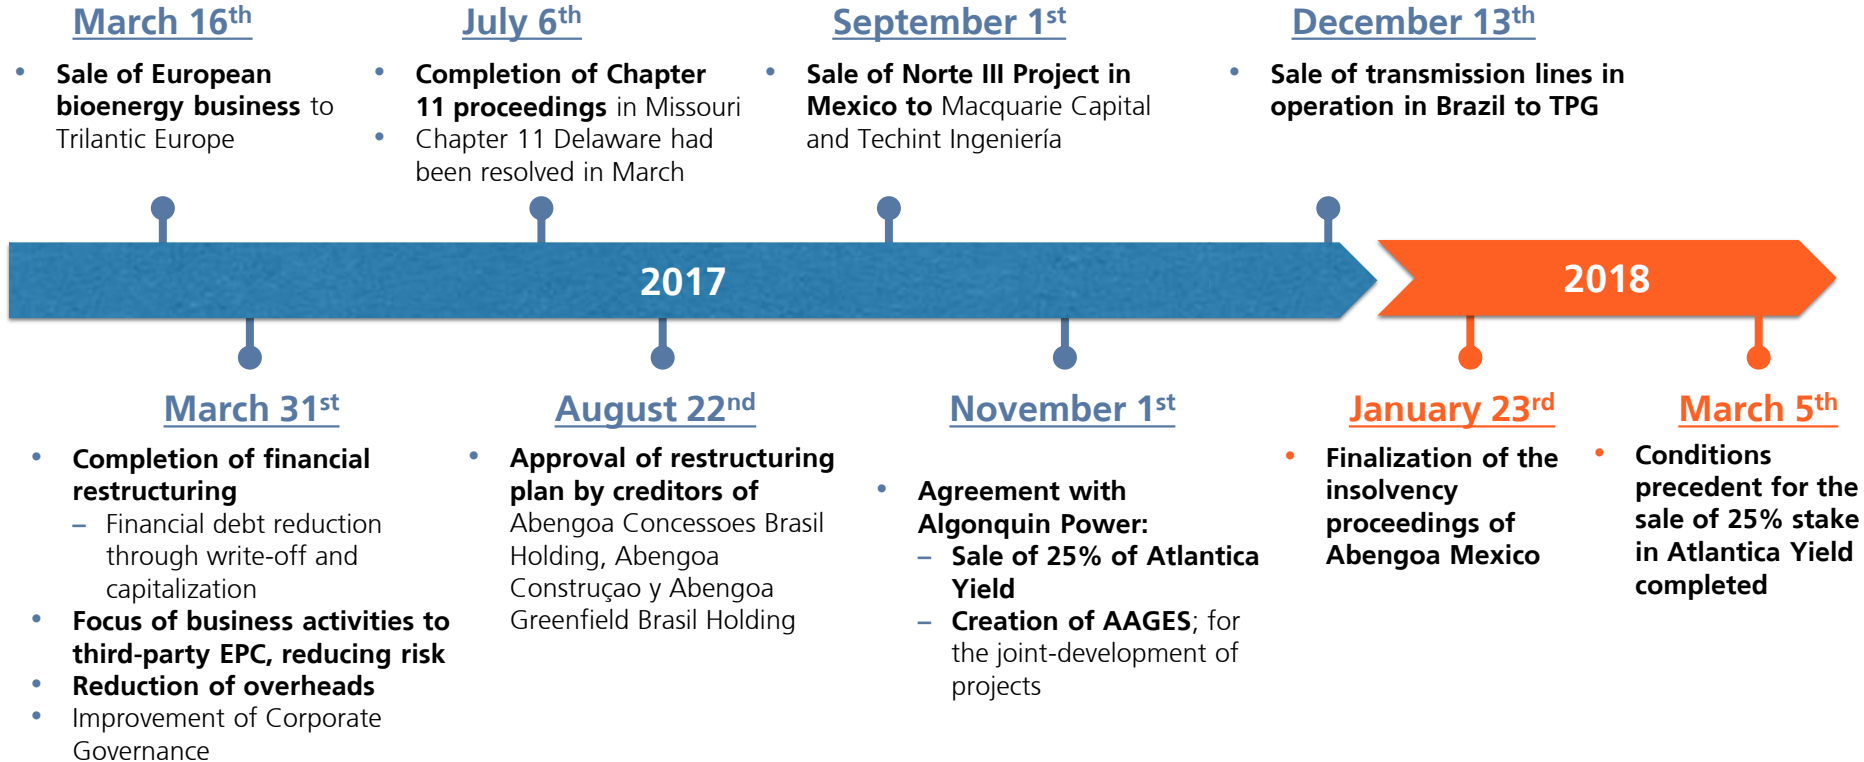 March 16th
• Sale of European
bioenergy business to
Trilantic Europe
July 6th
• Completion of Chapter
11 proceedings in Missouri
• Chapter 11 Delaware had
been resolved in March
September 1st
• Sale of Norte III Project in
Mexico to Macquarie Capital
and Techint Ingeniería
December 13th
• Sale of transmission lines in
operation in Brazil to TPG
2017
2018
March 31st
• Completion of financial
restructuring
– Financial debt reduction
through write-off and
capitalization
• Focus of business activities to
third-party EPC, reducing risk
• Reduction of overheads
• Improvement of Corporate
Governance
August 22nd
• Approval of restructuring
plan by creditors of
Abengoa Concessoes Brasil
Holding, Abengoa
Construçao y Abengoa
Greenfield Brasil Holding
November 1st
• Agreement with
Algonquin Power:
– Sale of 25% of Atlantica
Yield
– Creation of AAGES; for
the joint-development of
projects
January 23rd
• Finalization of the
insolvency
proceedings of
Abengoa Mexico
March 5th
• Conditions
precedent for the
sale of 25% stake
in Atlantica Yield
completed